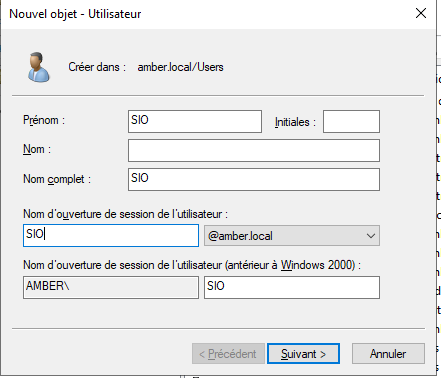 Nouvel objet - Utilisateur
Créer dans : amber.local/Users
Prénom : SIO Initiales :
Nom :
Nom complet : SIO
Nom d'ouverture de session de l'utilisateur :
SIO @amber.local
Nom d'ouverture de session de l'utilisateur (antérieur à Windows 2000) :
AMBER\ SIO
< Précédent Suivant > Annuler